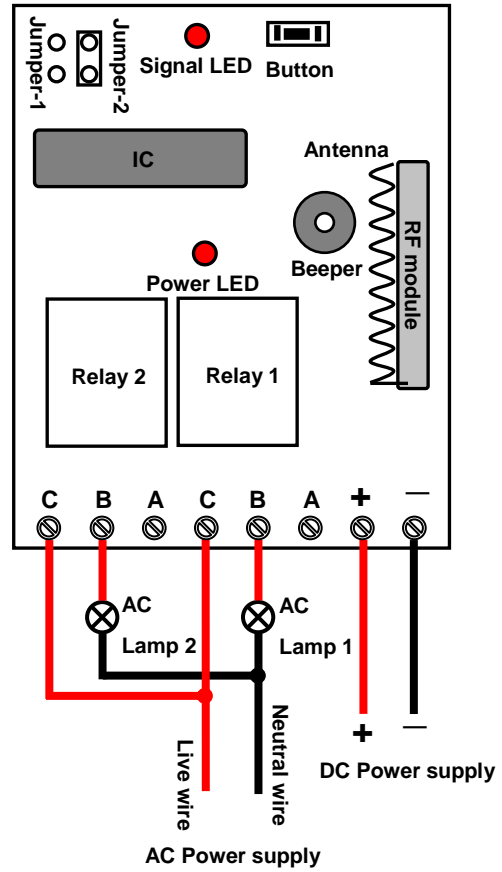 Jumper-1
Jumper-2
Signal LED
Button
IC
Antenna
RF module
Beeper
Power LED
Relay 2
Relay 1
C B A C B A + —
AC
AC
Lamp 2
Lamp 1
Live wire
Neutral wire
+ —
DC Power supply
AC Power supply